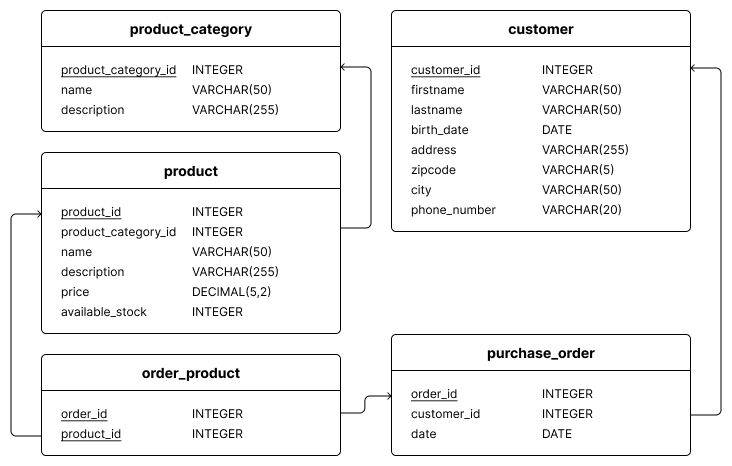 product_category
product_category_id INTEGER
name VARCHAR(50)
description VARCHAR(255)
customer
customer_id INTEGER
firstname VARCHAR(50)
lastname VARCHAR(50)
birth_date DATE
address VARCHAR(255)
zipcode VARCHAR(5)
city VARCHAR(50)
phone_number VARCHAR(20)
product
product_id INTEGER
product_category_id INTEGER
name VARCHAR(50)
description VARCHAR(255)
price DECIMAL(5,2)
available_stock INTEGER
order_product
order_id INTEGER
product_id INTEGER
purchase_order
order_id INTEGER
customer_id INTEGER
date DATE